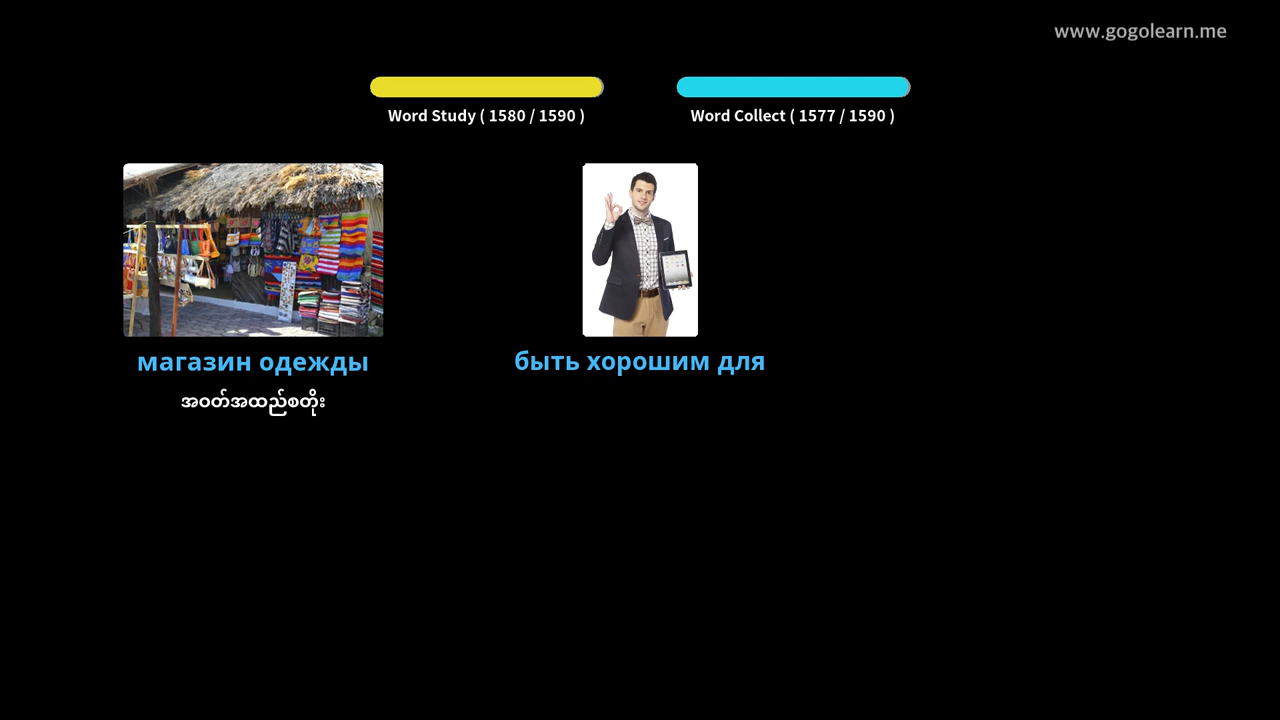 www.gogolearn.me
Word Study ( 1580 / 1590 )
Word Collect ( 1577 / 1590 )
магазин одежды
быть хорошим для
အဝတ်အထည်စတိုး